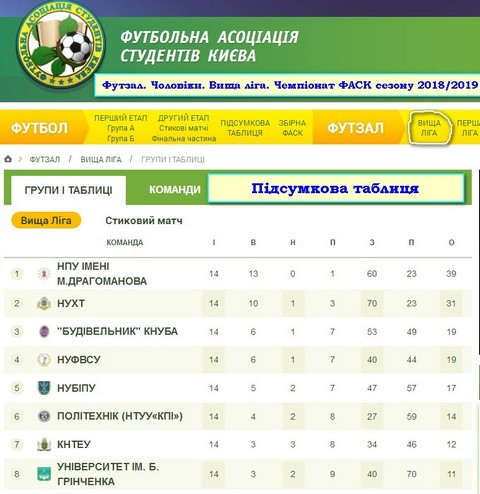 ФУТБОЛЬНА АСОЦІАЦІЯ СТУДЕНТІВ КИЄВА
ФУТБОЛЬНА АСОЦІАЦІЯ
СТУДЕНТІВ КИЄВА
Футзал. Чоловіки. Вища ліга. Чемпіонат ФАСК сезону 2018/2019
ФУТБОЛ
ПЕРШИЙ ЕТАП
Група А
Група Б
ДРУГИЙ ЕТАП
Стикові матчі
Фінальна частина
ПІДСУМКОВА
ТАБЛИЦЯ
ЗБІРНА
ФАСК
ФУТЗАЛ
ВИЩА
ЛІГА
ПЕРШ
ЛІГА
ФУТЗАЛ / ВИЩА ЛІГА / ГРУПИ І ТАБЛИЦІ
ГРУПИ І ТАБЛИЦІ КОМАНДИ Підсумкова таблиця
Вища Ліга Стиковий матч
КОМАНДА І В Н П З П О
1 НПУ ІМЕНІ М.ДРАГОМАНОВА 14 13 0 1 60 23 39
2 НУХТ 14 10 1 3 70 23 31
3 "БУДІВЕЛЬНИК" КНУБА 14 6 1 7 53 49 19
4 НУФВСУ 14 6 1 7 40 44 19
5 НУБІПУ 14 5 2 7 47 57 17
6 ПОЛІТЕХНІК (НТУУ«КПІ») 14 4 2 8 27 59 14
7 КНТЕУ 14 3 3 8 34 46 12
8 УНІВЕРСИТЕТ ІМ. Б. ГРІНЧЕНКА 14 3 2 9 40 70 11